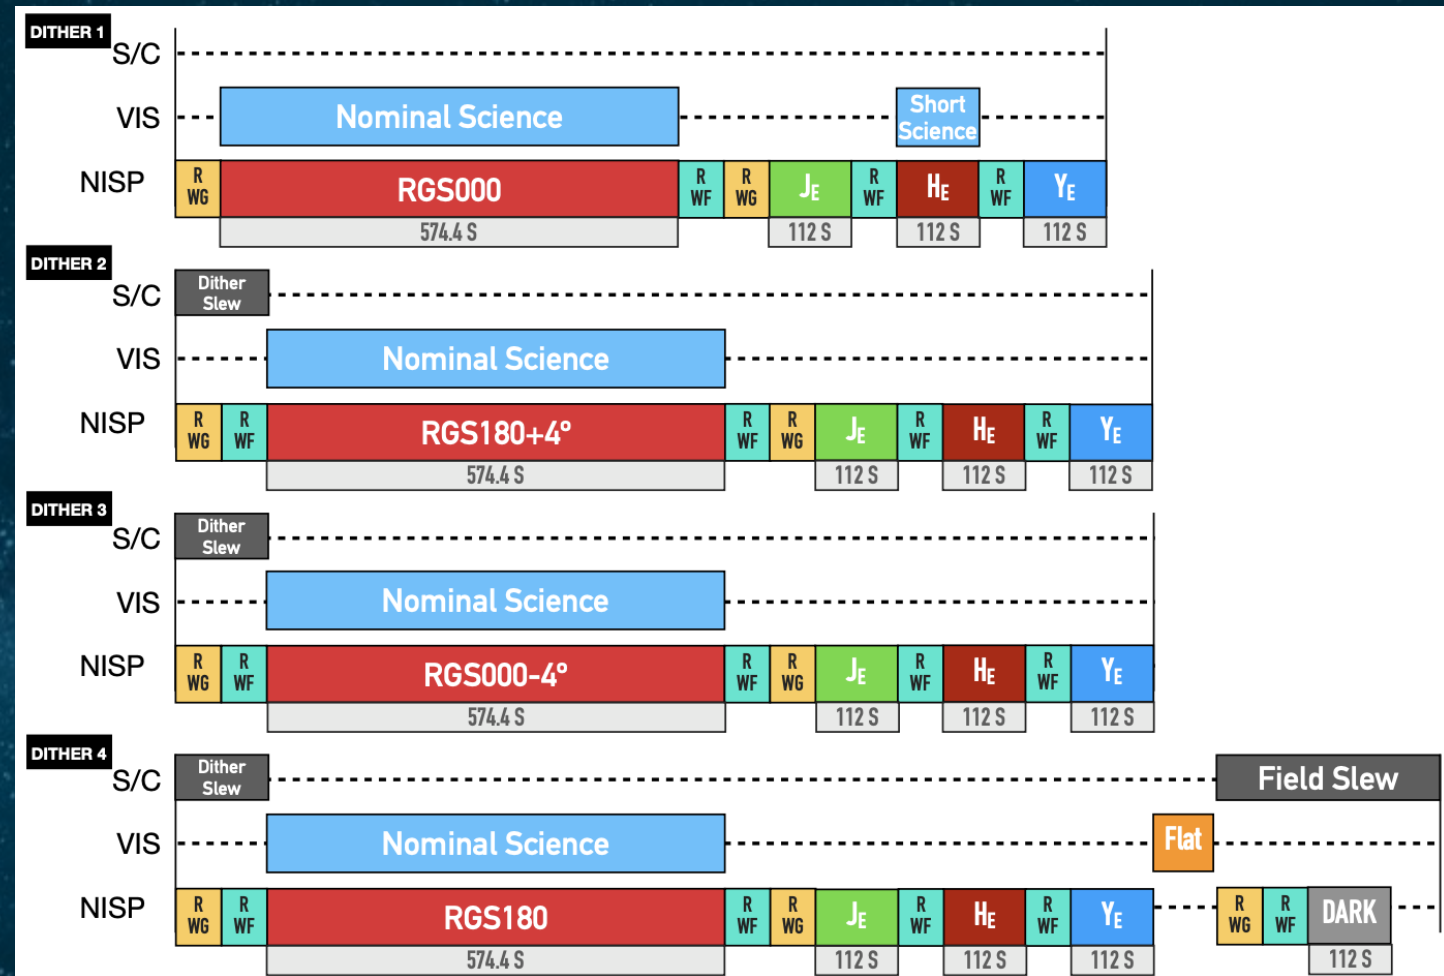 DITHER 1
S/C
VIS
Nominal Science
Short
Science
NISP
R
WG
RGS000
R
WF
R
WG
JE
R
WF
HE
R
WF
YE
574.4 S
112 S
112 S
112 S
DITHER 2
S/C
Dither
Slew
VIS
Nominal Science
NISP
R
WG
R
WF
RGS180+4°
R
WF
R
WG
JE
R
WF
HE
R
WF
YE
574.4 S
112 S
112 S
112 S
DITHER 3
S/C
Dither
Slew
VIS
Nominal Science
NISP
R
WG
R
WF
RGS000-4°
R
WF
R
WG
JE
R
WF
HE
R
WF
YE
574.4 S
112 S
112 S
112 S
DITHER 4
S/C
Dither
Slew
Field Slew
VIS
Nominal Science
Flat
NISP
R
WG
R
WF
RGS180
R
WF
R
WG
JE
R
WF
HE
R
WF
YE
R
WG
R
WF
DARK
574.4 S
112 S
112 S
112 S
112 S